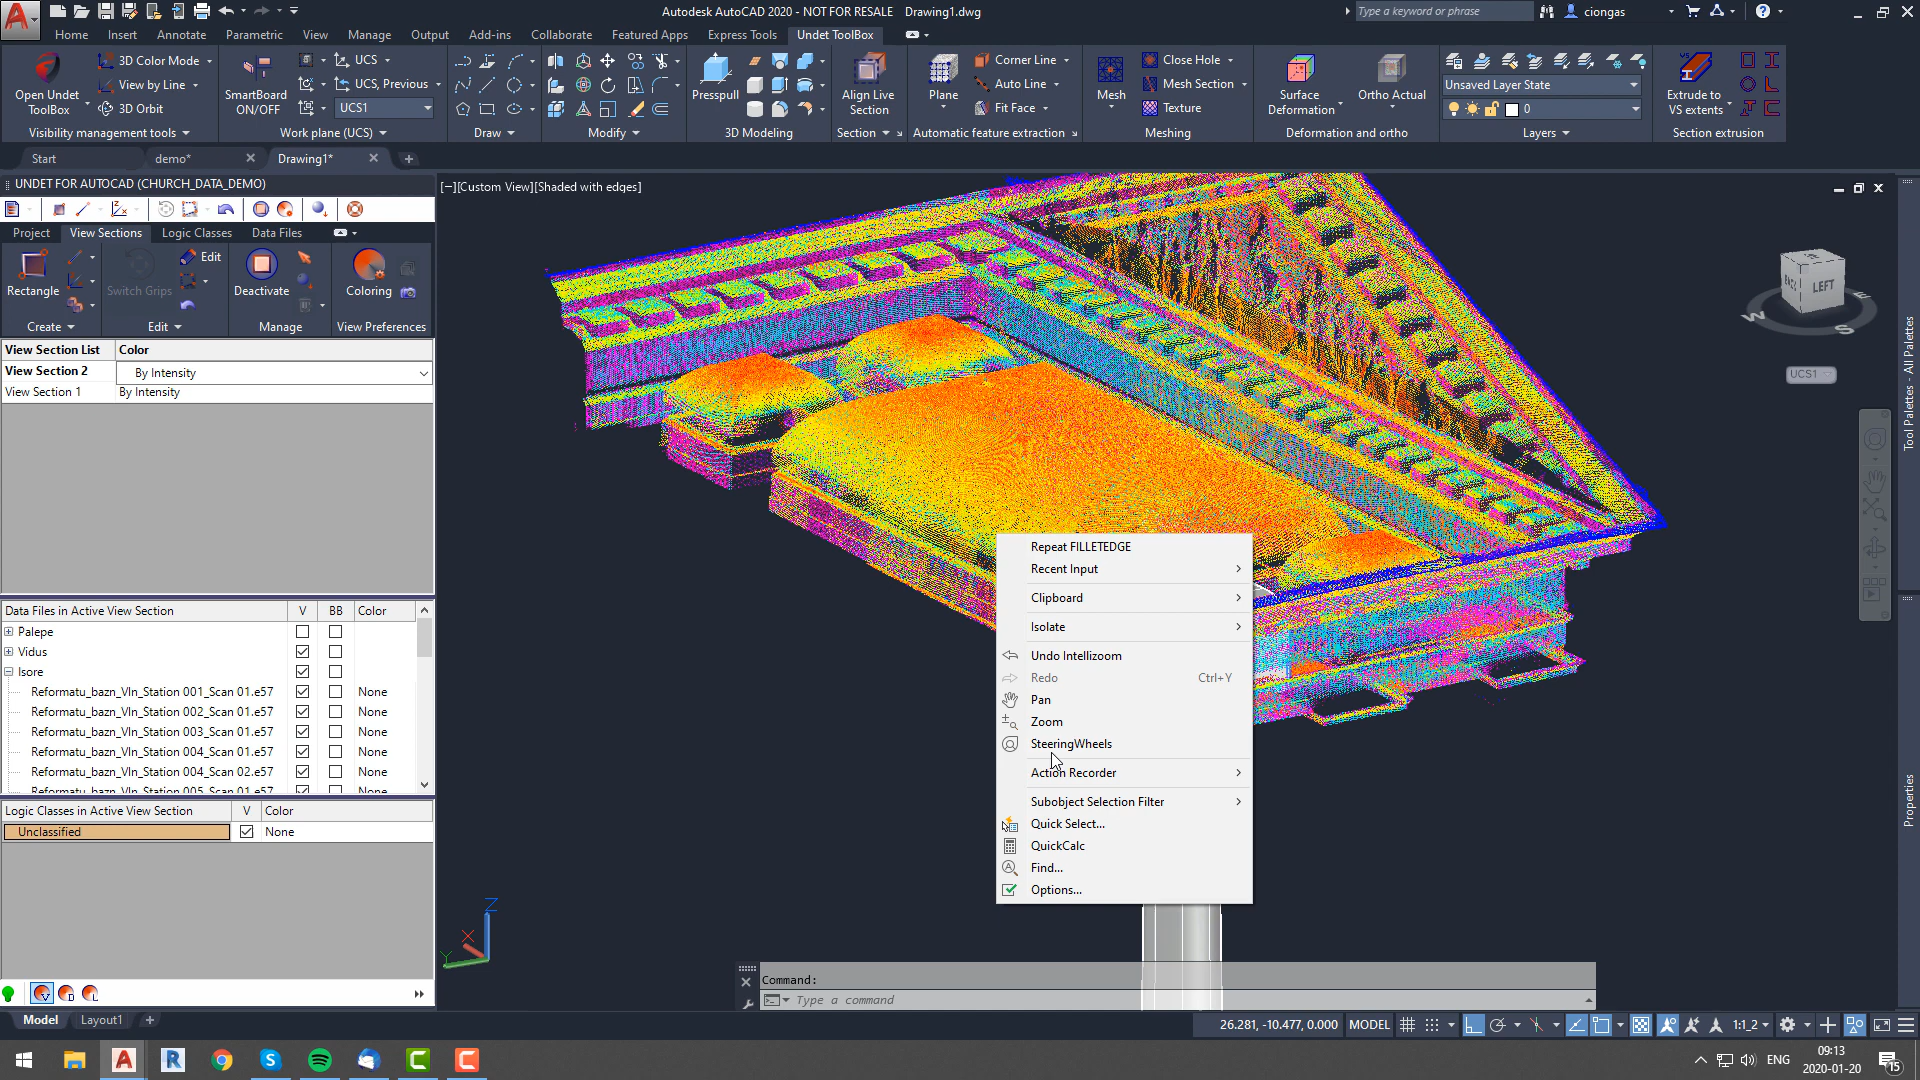 Autodesk AutoCAD 2020 - NOT FOR RESALE Drawing1.dwg
Type a keyword or phrase
ciongas
Home Insert Annotate Parametric View Manage Output Add-ins Collaborate Featured Apps Express Tools Undet ToolBox
Open Undet ToolBox
3D Color Mode
View by Line
3D Orbit
Visibility management tools
SmartBoard ON/OFF
UCS
UCS, Previous
UCS1
Work plane (UCS)
Draw
Modify
Presspull
3D Modeling
Align Live Section
Section
Plane
Corner Line
Auto Line
Fit Face
Automatic feature extraction
Mesh
Close Hole
Mesh Section
Texture
Meshing
Surface Deformation
Ortho Actual
Deformation and ortho
Unsaved Layer State
0
Layers
Extrude to VS extents
Section extrusion
Start demo* Drawing1*
UNDET FOR AUTOCAD (CHURCH_DATA_DEMO)
[−][Custom View][Shaded with edges]
Project View Sections Logic Classes Data Files
Rectangle
Create
Switch Grips
Edit
Edit
Deactivate
Manage
Coloring
View Preferences
LEFT
BACK
W
S
E
UCS1
View Section List Color
View Section 2 By Intensity
View Section 1 By Intensity
Tool Palettes - All Palettes
Properties
Data Files in Active View Section V BB Color
Palepe
Vidus
Isore
Reformatu_bazn_Vln_Station 001_Scan 01.e57 None
Reformatu_bazn_Vln_Station 002_Scan 01.e57 None
Reformatu_bazn_Vln_Station 003_Scan 01.e57 None
Reformatu_bazn_Vln_Station 004_Scan 01.e57 None
Reformatu_bazn_Vln_Station 004_Scan 02.e57 None
Reformatu_bazn_Vln_Station 005_Scan 01.e57 None
Logic Classes in Active View Section V Color
Unclassified None
Repeat FILLETEDGE
Recent Input
Clipboard
Isolate
Undo Intellizoom
Redo Ctrl+Y
Pan
Zoom
SteeringWheels
Action Recorder
Subobject Selection Filter
Quick Select...
QuickCalc
Find...
Options...
Z
X
Y
Command:
Type a command
Model Layout1
26.281, -10.477, 0.000 MODEL
1:1_2
ENG
09:13
2020-01-20
15